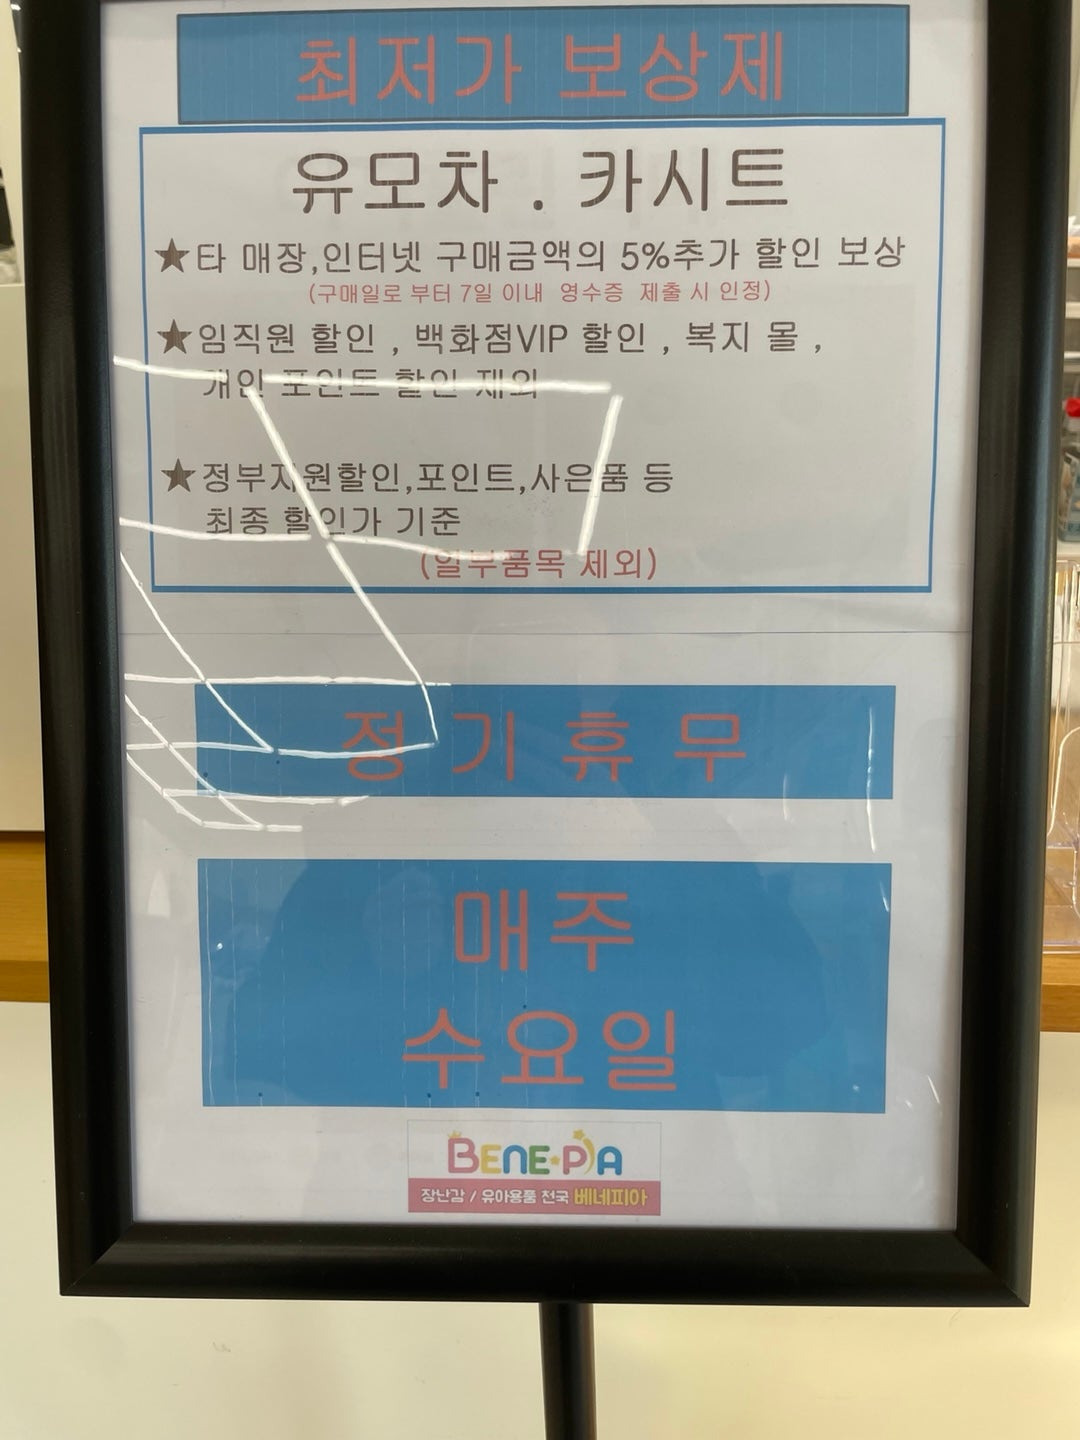 최저가 보상제
유모차 . 카시트
★타 매장,인터넷 구매금액의 5%추가 할인 보상
(구매일로 부터 7일 이내 영수증 제출 시 인정)
★임직원 할인 , 백화점VIP 할인 , 복지 몰 ,
개인 포인트 할인 제외
★정부지원할인,포인트,사은품 등
최종 할인가 기준
(일부품목 제외)
정 기 휴 무
매주
수요일
BENE★PIA
장난감 / 유아용품 천국 베네피아